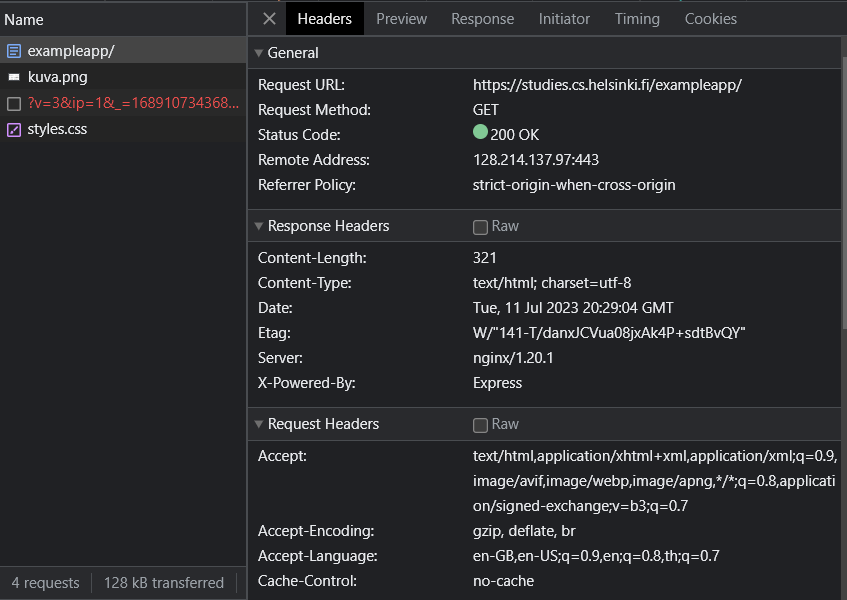 Name
exampleapp/
kuva.png
?v=3&ip=1&_=168910734368...
styles.css
4 requests
128 kB transferred
Headers
Preview
Response
Initiator
Timing
Cookies
General
Request URL: https://studies.cs.helsinki.fi/exampleapp/
Request Method: GET
Status Code: 200 OK
Remote Address: 128.214.137.97:443
Referrer Policy: strict-origin-when-cross-origin
Response Headers Raw
Content-Length: 321
Content-Type: text/html; charset=utf-8
Date: Tue, 11 Jul 2023 20:29:04 GMT
Etag: W/"141-T/danxJCVua08jxAk4P+sdtBvQY"
Server: nginx/1.20.1
X-Powered-By: Express
Request Headers Raw
Accept: text/html,application/xhtml+xml,application/xml;q=0.9,
image/avif,image/webp,image/apng,*/*;q=0.8,applicati
on/signed-exchange;v=b3;q=0.7
Accept-Encoding: gzip, deflate, br
Accept-Language: en-GB,en-US;q=0.9,en;q=0.8,th;q=0.7
Cache-Control: no-cache